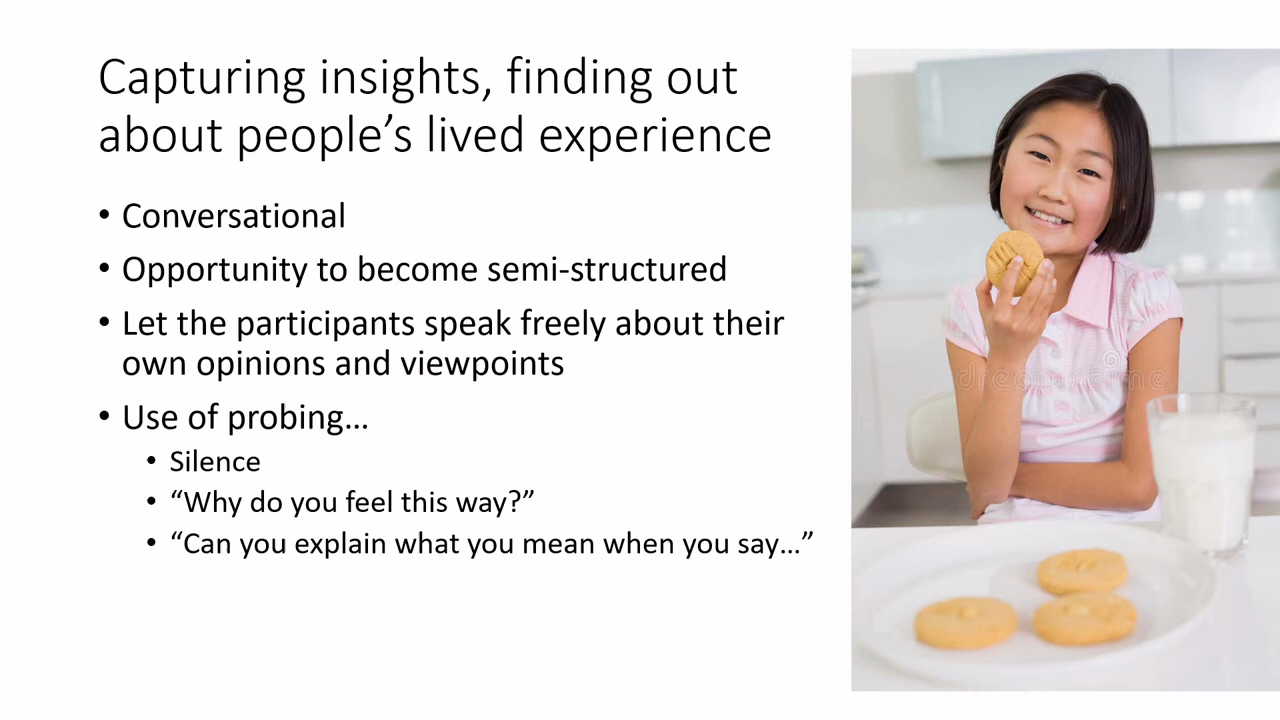 Capturing insights, finding out
about people’s lived experience
• Conversational
• Opportunity to become semi-structured
• Let the participants speak freely about their
own opinions and viewpoints
• Use of probing…
• Silence
• “Why do you feel this way?”
• “Can you explain what you mean when you say…”
dreamstime